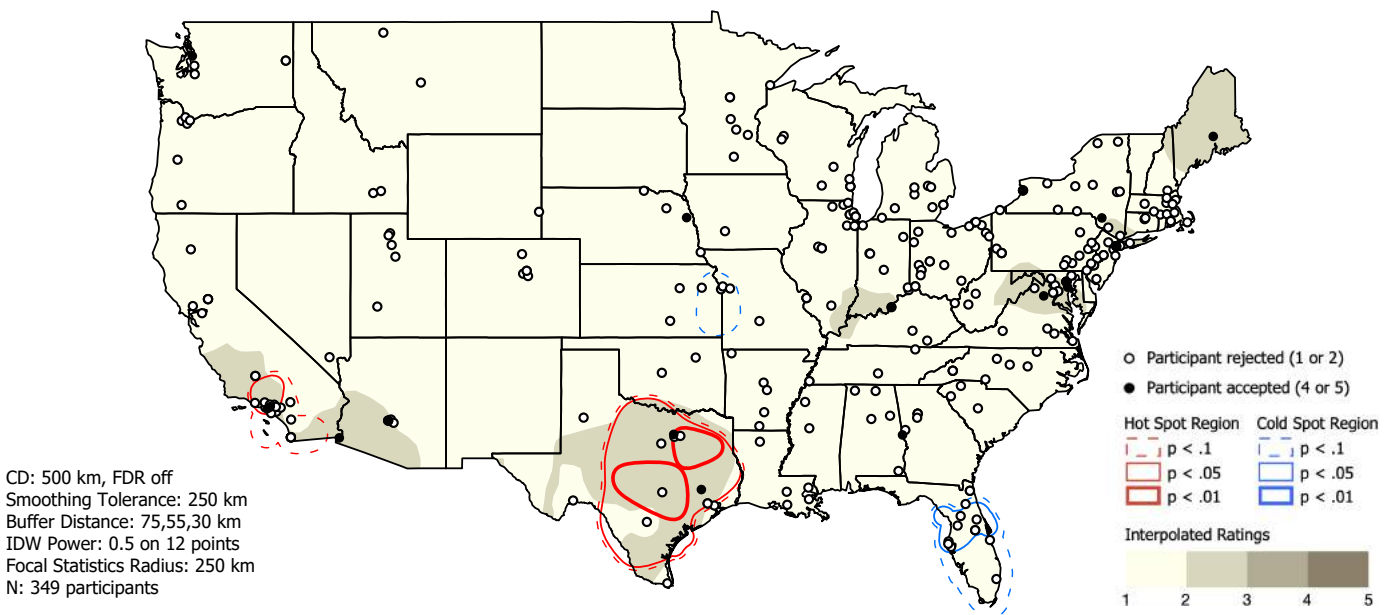 CD: 500 km, FDR off
Smoothing Tolerance: 250 km
Buffer Distance: 75,55,30 km
IDW Power: 0.5 on 12 points
Focal Statistics Radius: 250 km
N: 349 participants
Participant rejected (1 or 2)
Participant accepted (4 or 5)
Hot Spot Region Cold Spot Region
p < .1 p < .1
p < .05 p < .05
p < .01 p < .01
Interpolated Ratings
1 2 3 4 5